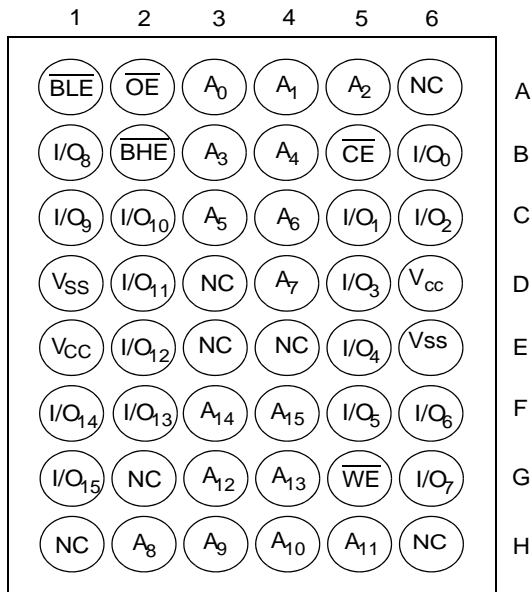 1 2 3 4 5 6
BLE OE A0 A1 A2 NC A
I/O8 BHE A3 A4 CE I/O0 B
I/O9 I/O10 A5 A6 I/O1 I/O2 C
VSS I/O11 NC A7 I/O3 Vcc D
VCC I/O12 NC NC I/O4 Vss E
I/O14 I/O13 A14 A15 I/O5 I/O6 F
I/O15 NC A12 A13 WE I/O7 G
NC A8 A9 A10 A11 NC H